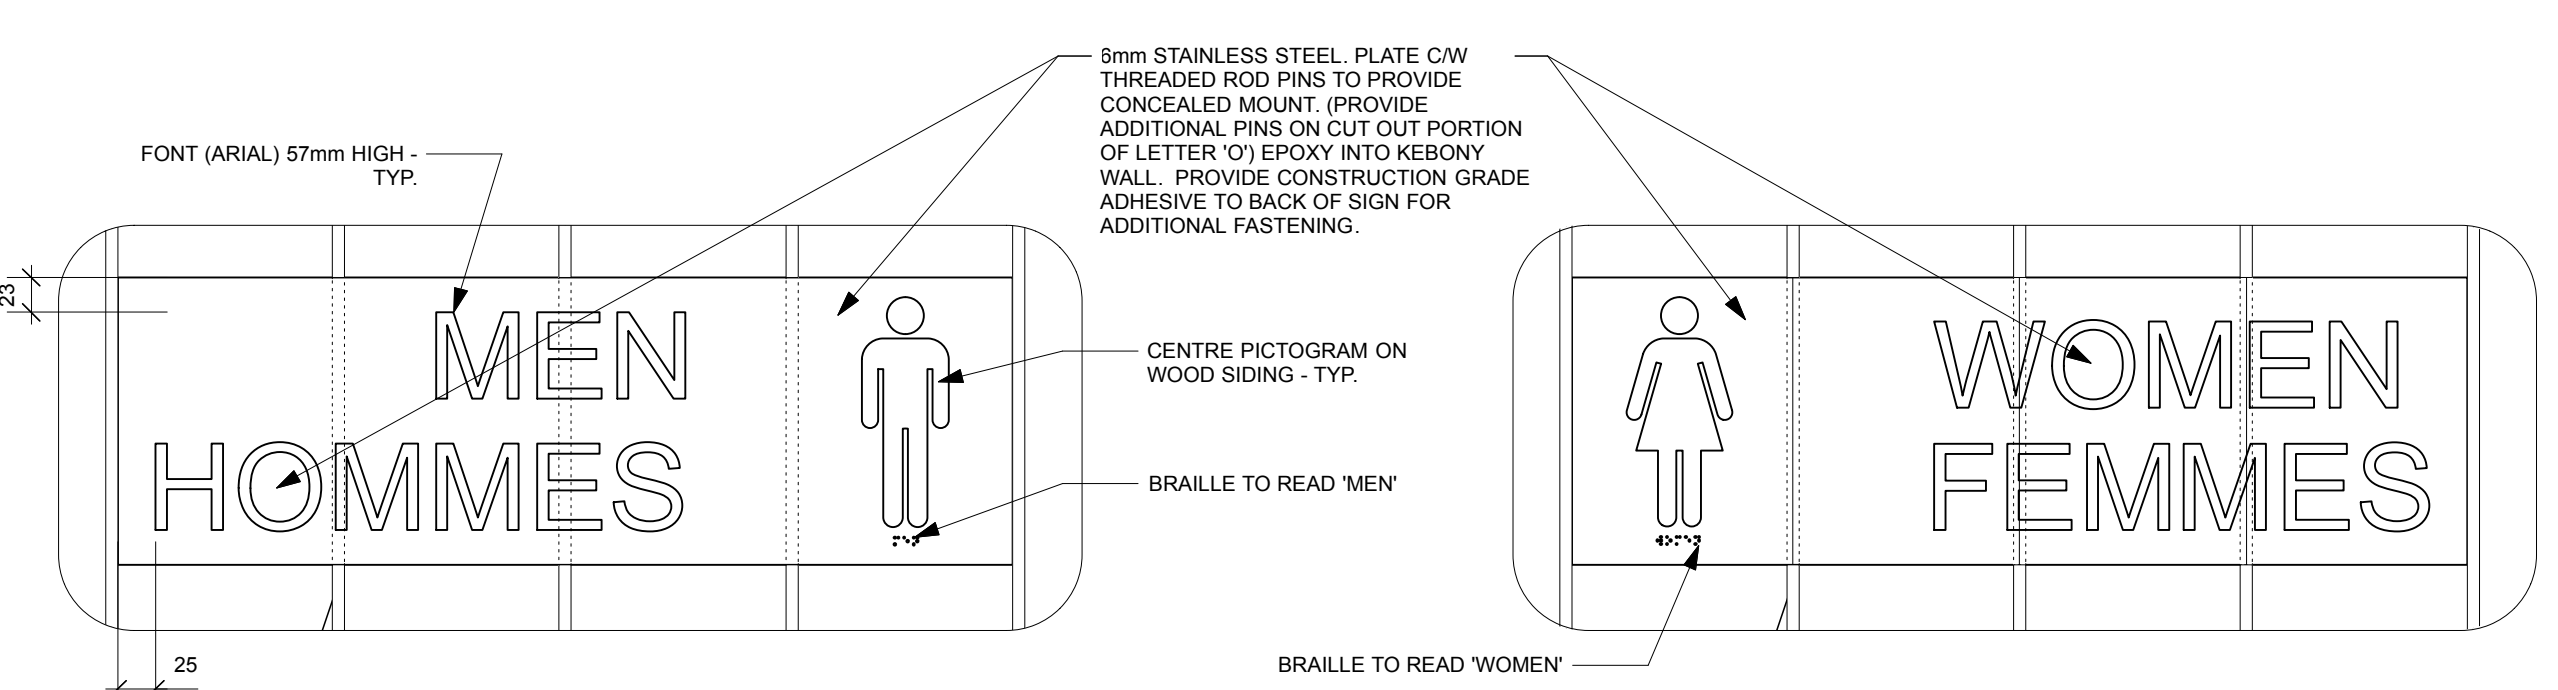 6mm STAINLESS STEEL. PLATE C/W
THREADED ROD PINS TO PROVIDE
CONCEALED MOUNT. (PROVIDE
ADDITIONAL PINS ON CUT OUT PORTION
OF LETTER 'O') EPOXY INTO KEBONY
WALL.  PROVIDE CONSTRUCTION GRADE
ADHESIVE TO BACK OF SIGN FOR
ADDITIONAL FASTENING.
FONT (ARIAL) 57mm HIGH -
TYP.
23
MEN
HOMMES
25
CENTRE PICTOGRAM ON
WOOD SIDING - TYP.
BRAILLE TO READ 'MEN'
WOMEN
FEMMES
BRAILLE TO READ 'WOMEN'